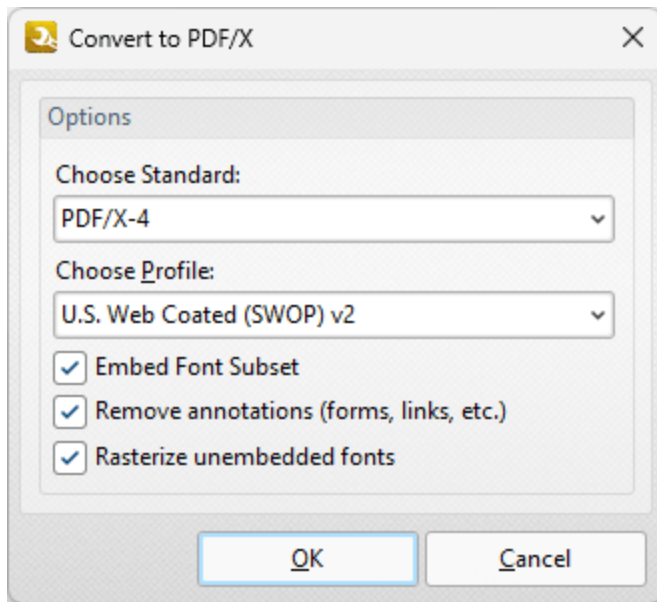 Convert to PDF/X
Options
Choose Standard:
PDF/X-4
Choose Profile:
U.S. Web Coated (SWOP) v2
Embed Font Subset
Remove annotations (forms, links, etc.)
Rasterize unembedded fonts
OK
Cancel